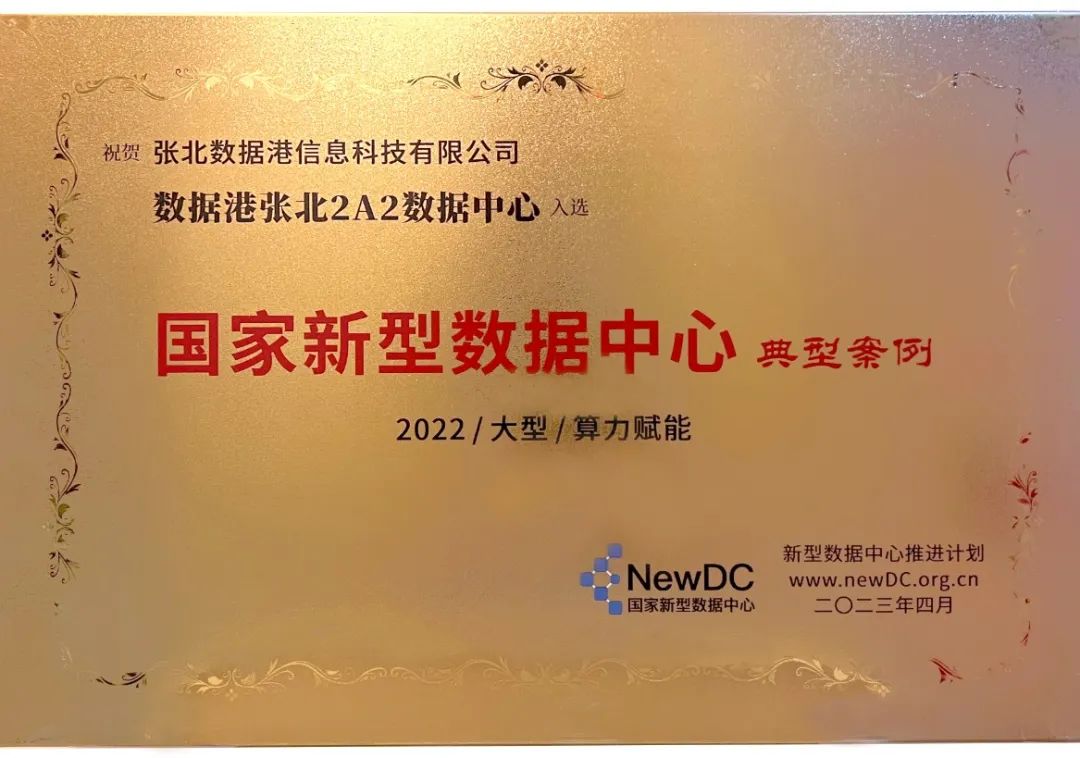 祝贺 张北数据港信息科技有限公司
数据港张北2A2数据中心 入选
国家新型数据中心 典型案例
2022 / 大型 / 算力赋能
NewDC
国家新型数据中心
新型数据中心推进计划
www.newDC.org.cn
二〇二三年四月